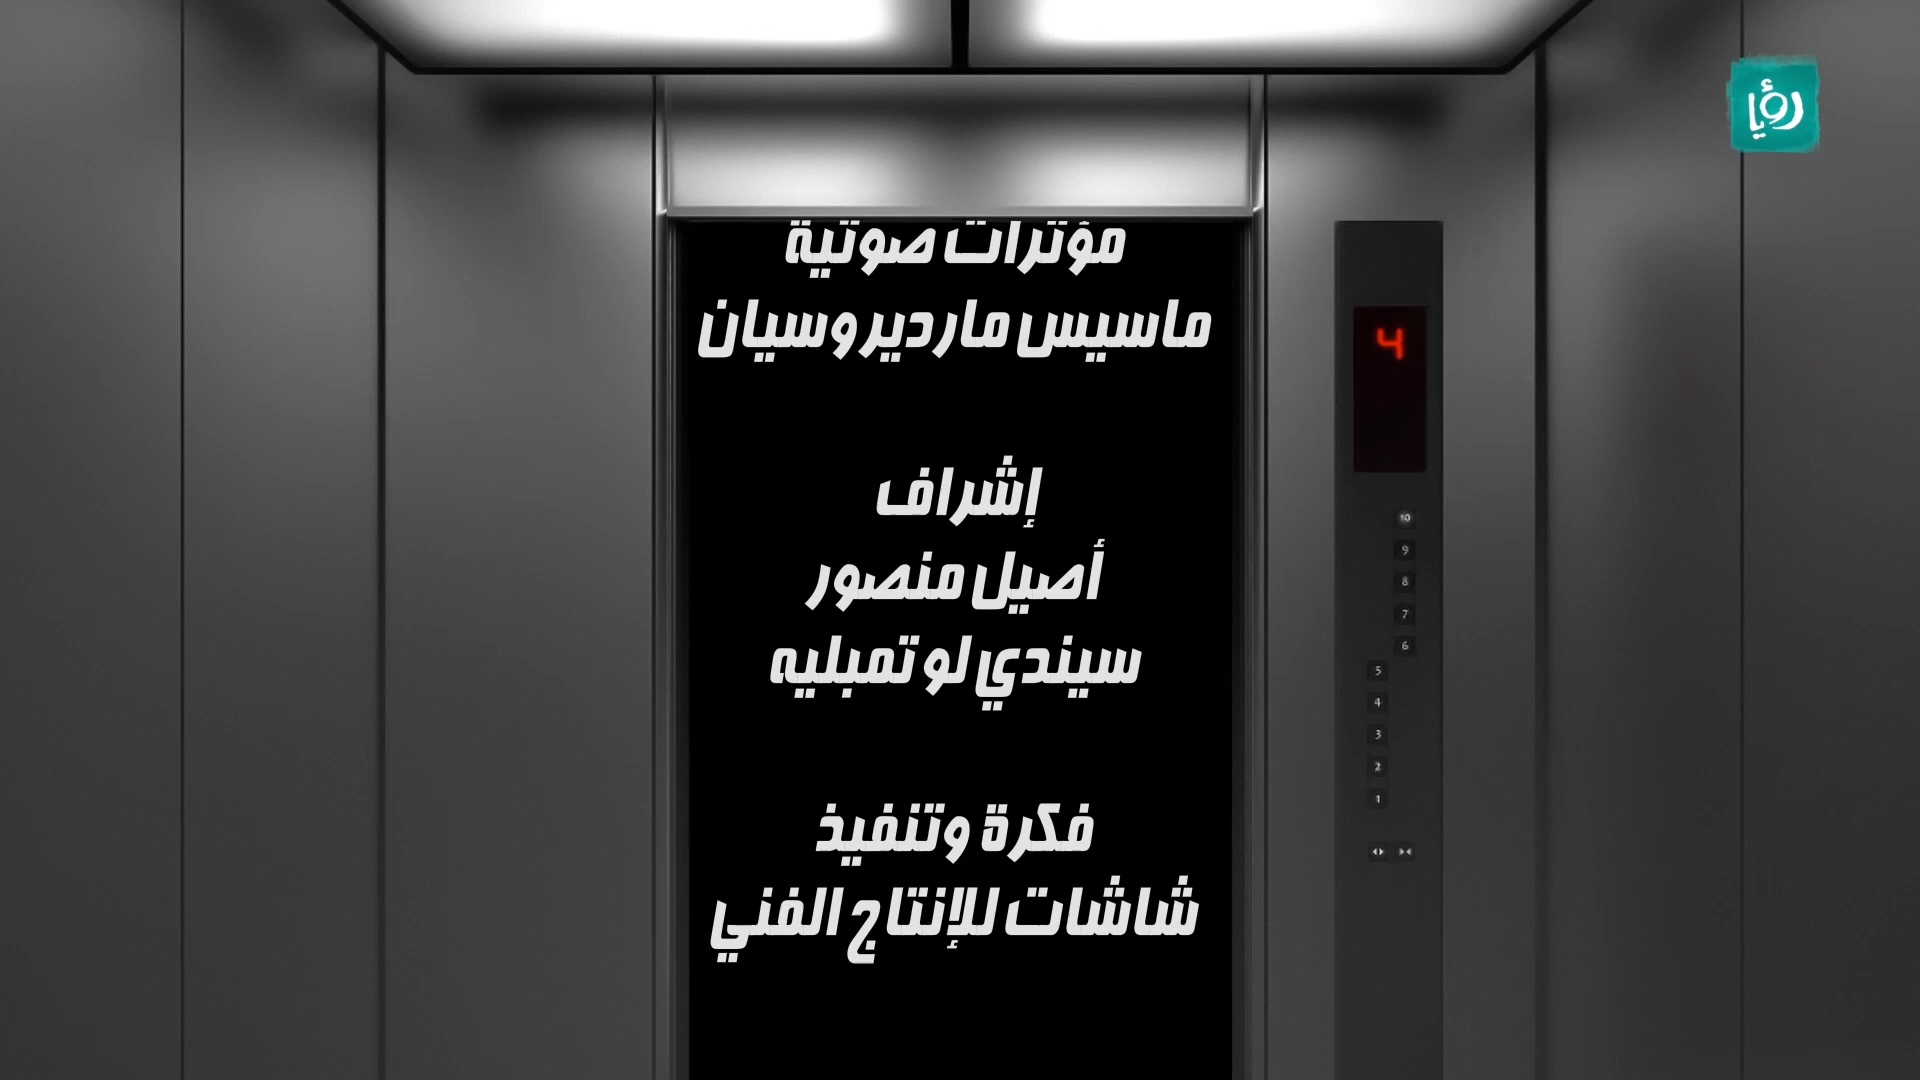 رؤيا
مؤثرات صوتية
ماسيس مارديروسيان
إشراف
أصيل منصور
سيندي لو تمبليه
فكرة وتنفيذ
شاشات للإنتاج الفني
4
10
9
8
7
6
5
4
3
2
1